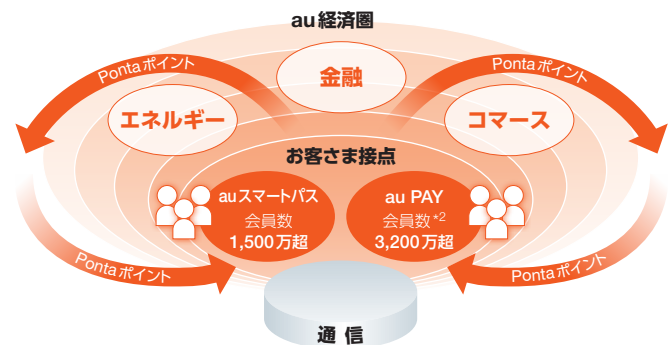 au経済圏
Pontaポイント
金融
Pontaポイント
エネルギー
コマース
お客さま接点
auスマートパス
会員数
1,500万超
au PAY
会員数*2
3,200万超
Pontaポイント
Pontaポイント
通信